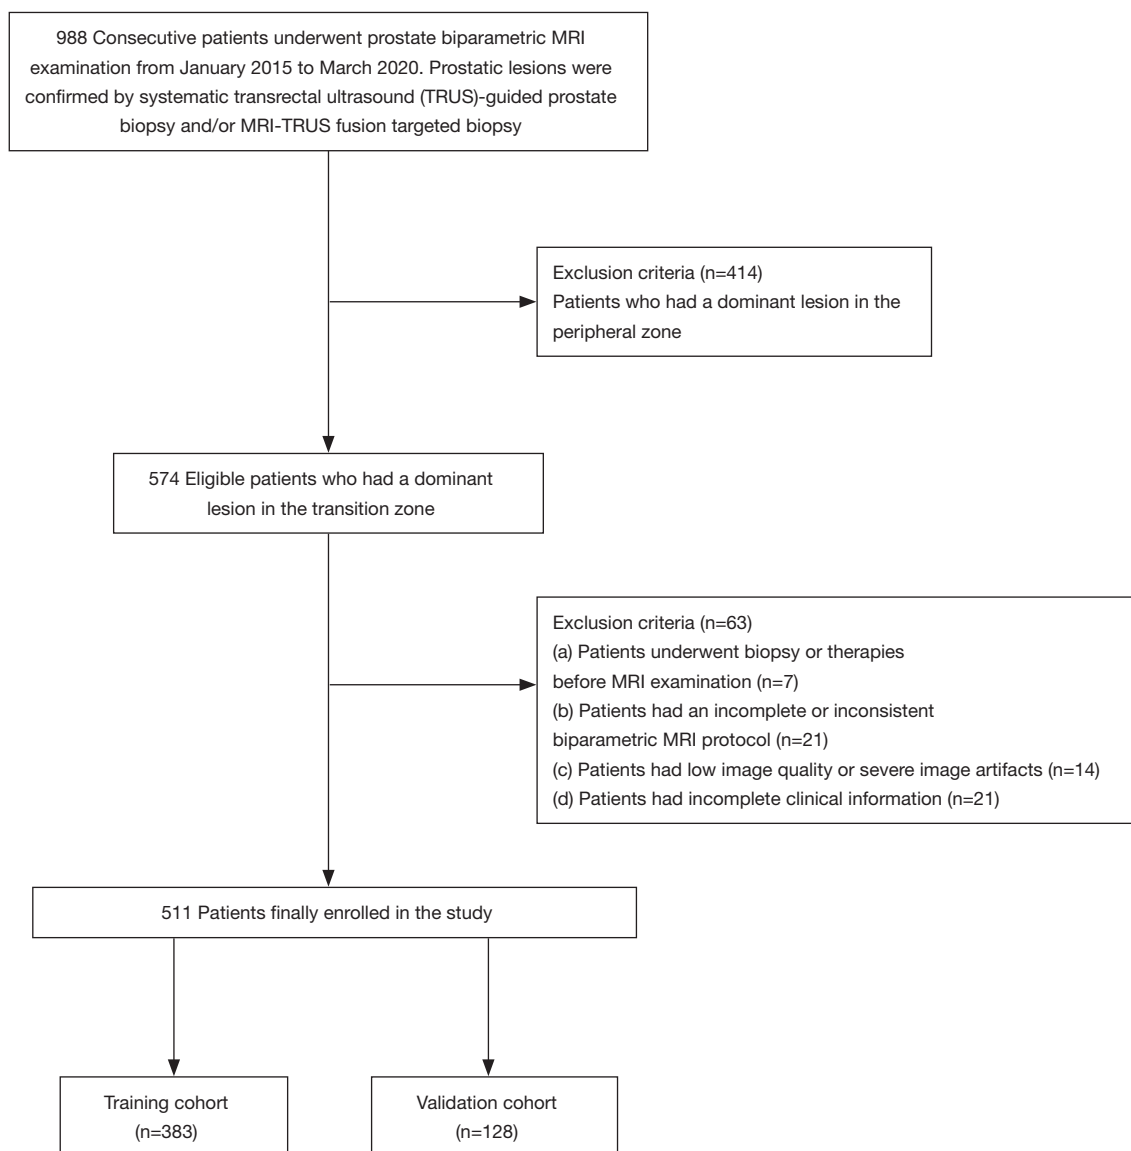 988 Consecutive patients underwent prostate biparametric MRI
examination from January 2015 to March 2020. Prostatic lesions were
confirmed by systematic transrectal ultrasound (TRUS)-guided prostate
biopsy and/or MRI-TRUS fusion targeted biopsy
Exclusion criteria (n=414)
Patients who had a dominant lesion in the
peripheral zone
574 Eligible patients who had a dominant
lesion in the transition zone
Exclusion criteria (n=63)
(a) Patients underwent biopsy or therapies
before MRI examination (n=7)
(b) Patients had an incomplete or inconsistent
biparametric MRI protocol (n=21)
(c) Patients had low image quality or severe image artifacts (n=14)
(d) Patients had incomplete clinical information (n=21)
511 Patients finally enrolled in the study
Training cohort
(n=383)
Validation cohort
(n=128)